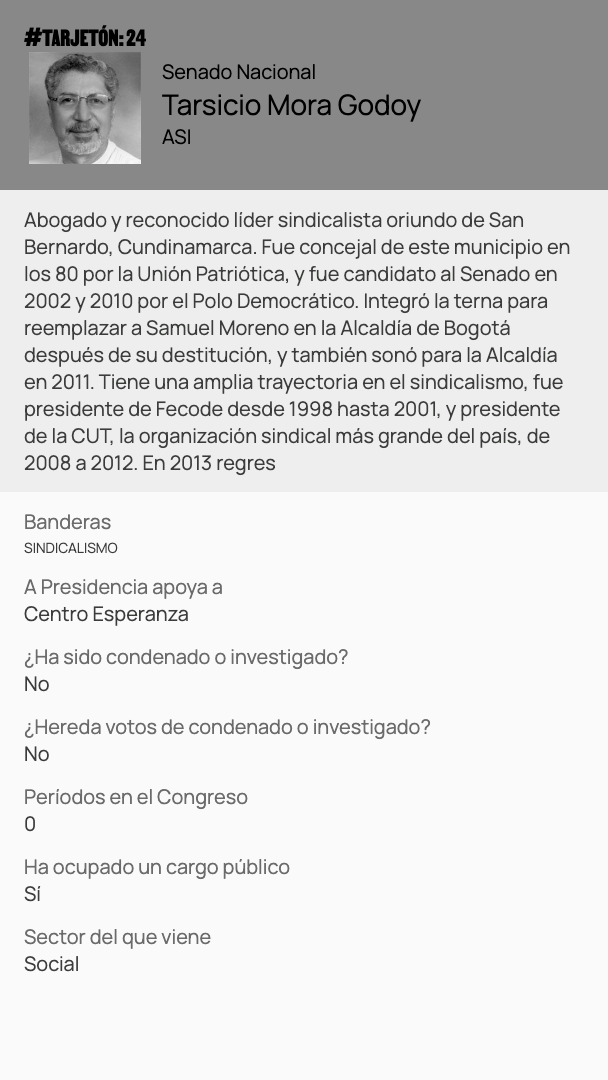 #TARJETÓN: 24
Senado Nacional
Tarsicio Mora Godoy
ASI
Abogado y reconocido líder sindicalista oriundo de San
Bernardo, Cundinamarca. Fue concejal de este municipio en
los 80 por la Unión Patriótica, y fue candidato al Senado en
2002 y 2010 por el Polo Democrático. Integró la terna para
reemplazar a Samuel Moreno en la Alcaldía de Bogotá
después de su destitución, y también sonó para la Alcaldía
en 2011. Tiene una amplia trayectoria en el sindicalismo, fue
presidente de Fecode desde 1998 hasta 2001, y presidente
de la CUT, la organización sindical más grande del país, de
2008 a 2012. En 2013 regres
Banderas
SINDICALISMO
A Presidencia apoya a
Centro Esperanza
¿Ha sido condenado o investigado?
No
¿Hereda votos de condenado o investigado?
No
Períodos en el Congreso
0
Ha ocupado un cargo público
Sí
Sector del que viene
Social